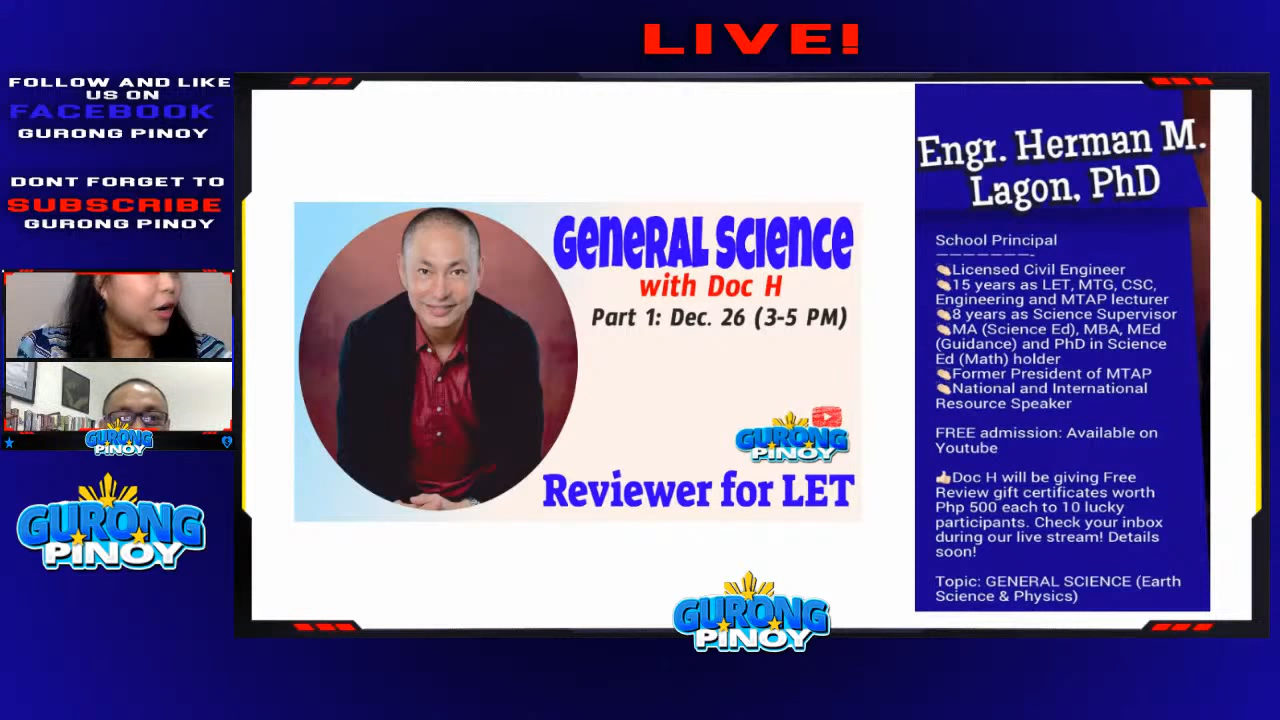 LIVE!
FOLLOW AND LIKE
US ON
FACEBOOK
GURONG PINOY
DONT FORGET TO
SUBSCRIBE
GURONG PINOY
GURONG
PINOY
GURONG
PINOY
GENERAL SCIENCE
with Doc H
Part 1: Dec. 26 (3-5 PM)
GURONG
PINOY
Reviewer for LET
GURONG
PINOY
Engr. Herman M.
Lagon, PhD
School Principal
———————-
👏🏻Licensed Civil Engineer
👏🏻15 years as LET, MTG, CSC,
Engineering and MTAP lecturer
👏🏻8 years as Science Supervisor
👏🏻MA (Science Ed), MBA, MEd
(Guidance) and PhD in Science
Ed (Math) holder
👏🏻Former President of MTAP
👏🏻National and International
Resource Speaker
FREE admission: Available on
Youtube
👍🏻Doc H will be giving Free
Review gift certificates worth
Php 500 each to 10 lucky
participants. Check your inbox
during our live stream! Details
soon!
Topic: GENERAL SCIENCE (Earth
Science & Physics)